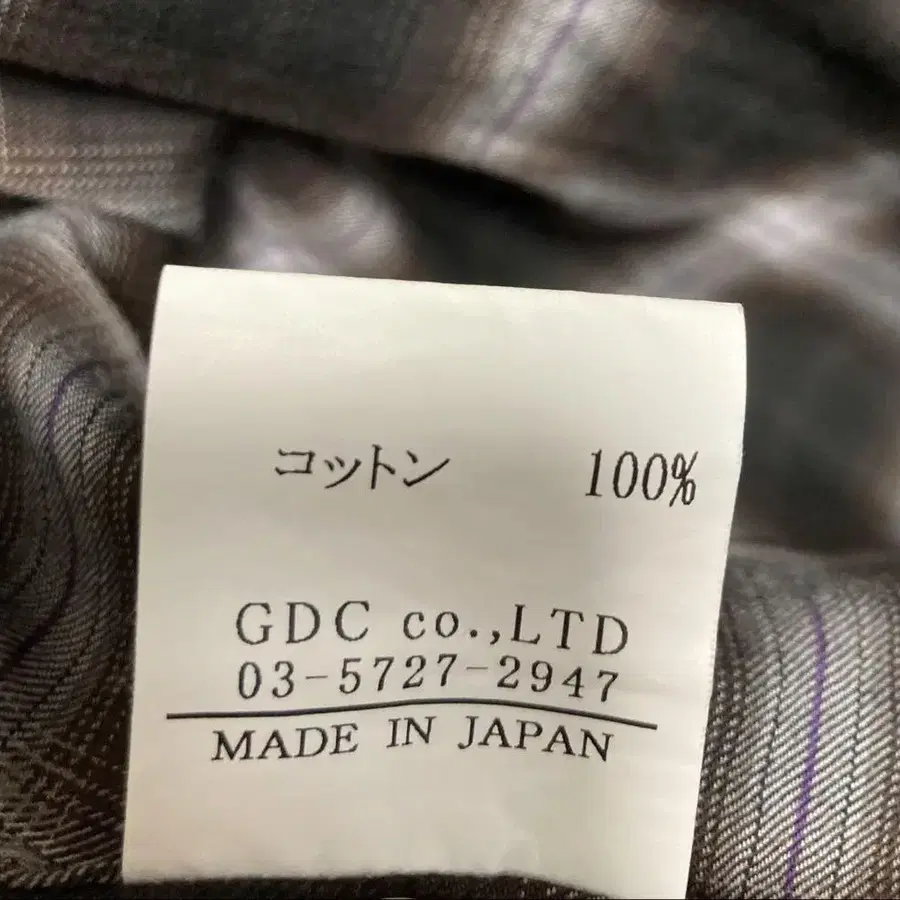 コットン 100%
GDC co.,LTD
03-5727-2947
MADE IN JAPAN